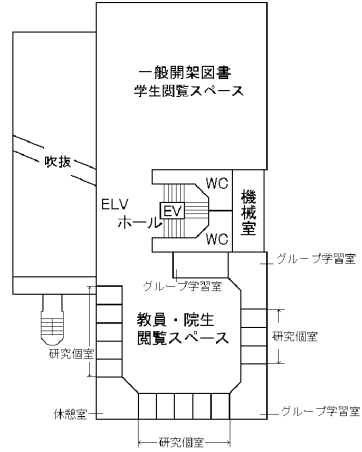 一般開架図書
学生閲覧スペース
吹抜
WC
機械室
ELV
ホール
EV
WC
グループ学習室
グループ学習室
教員・院生
閲覧スペース
研究個室
研究個室
休憩室
グループ学習室
研究個室